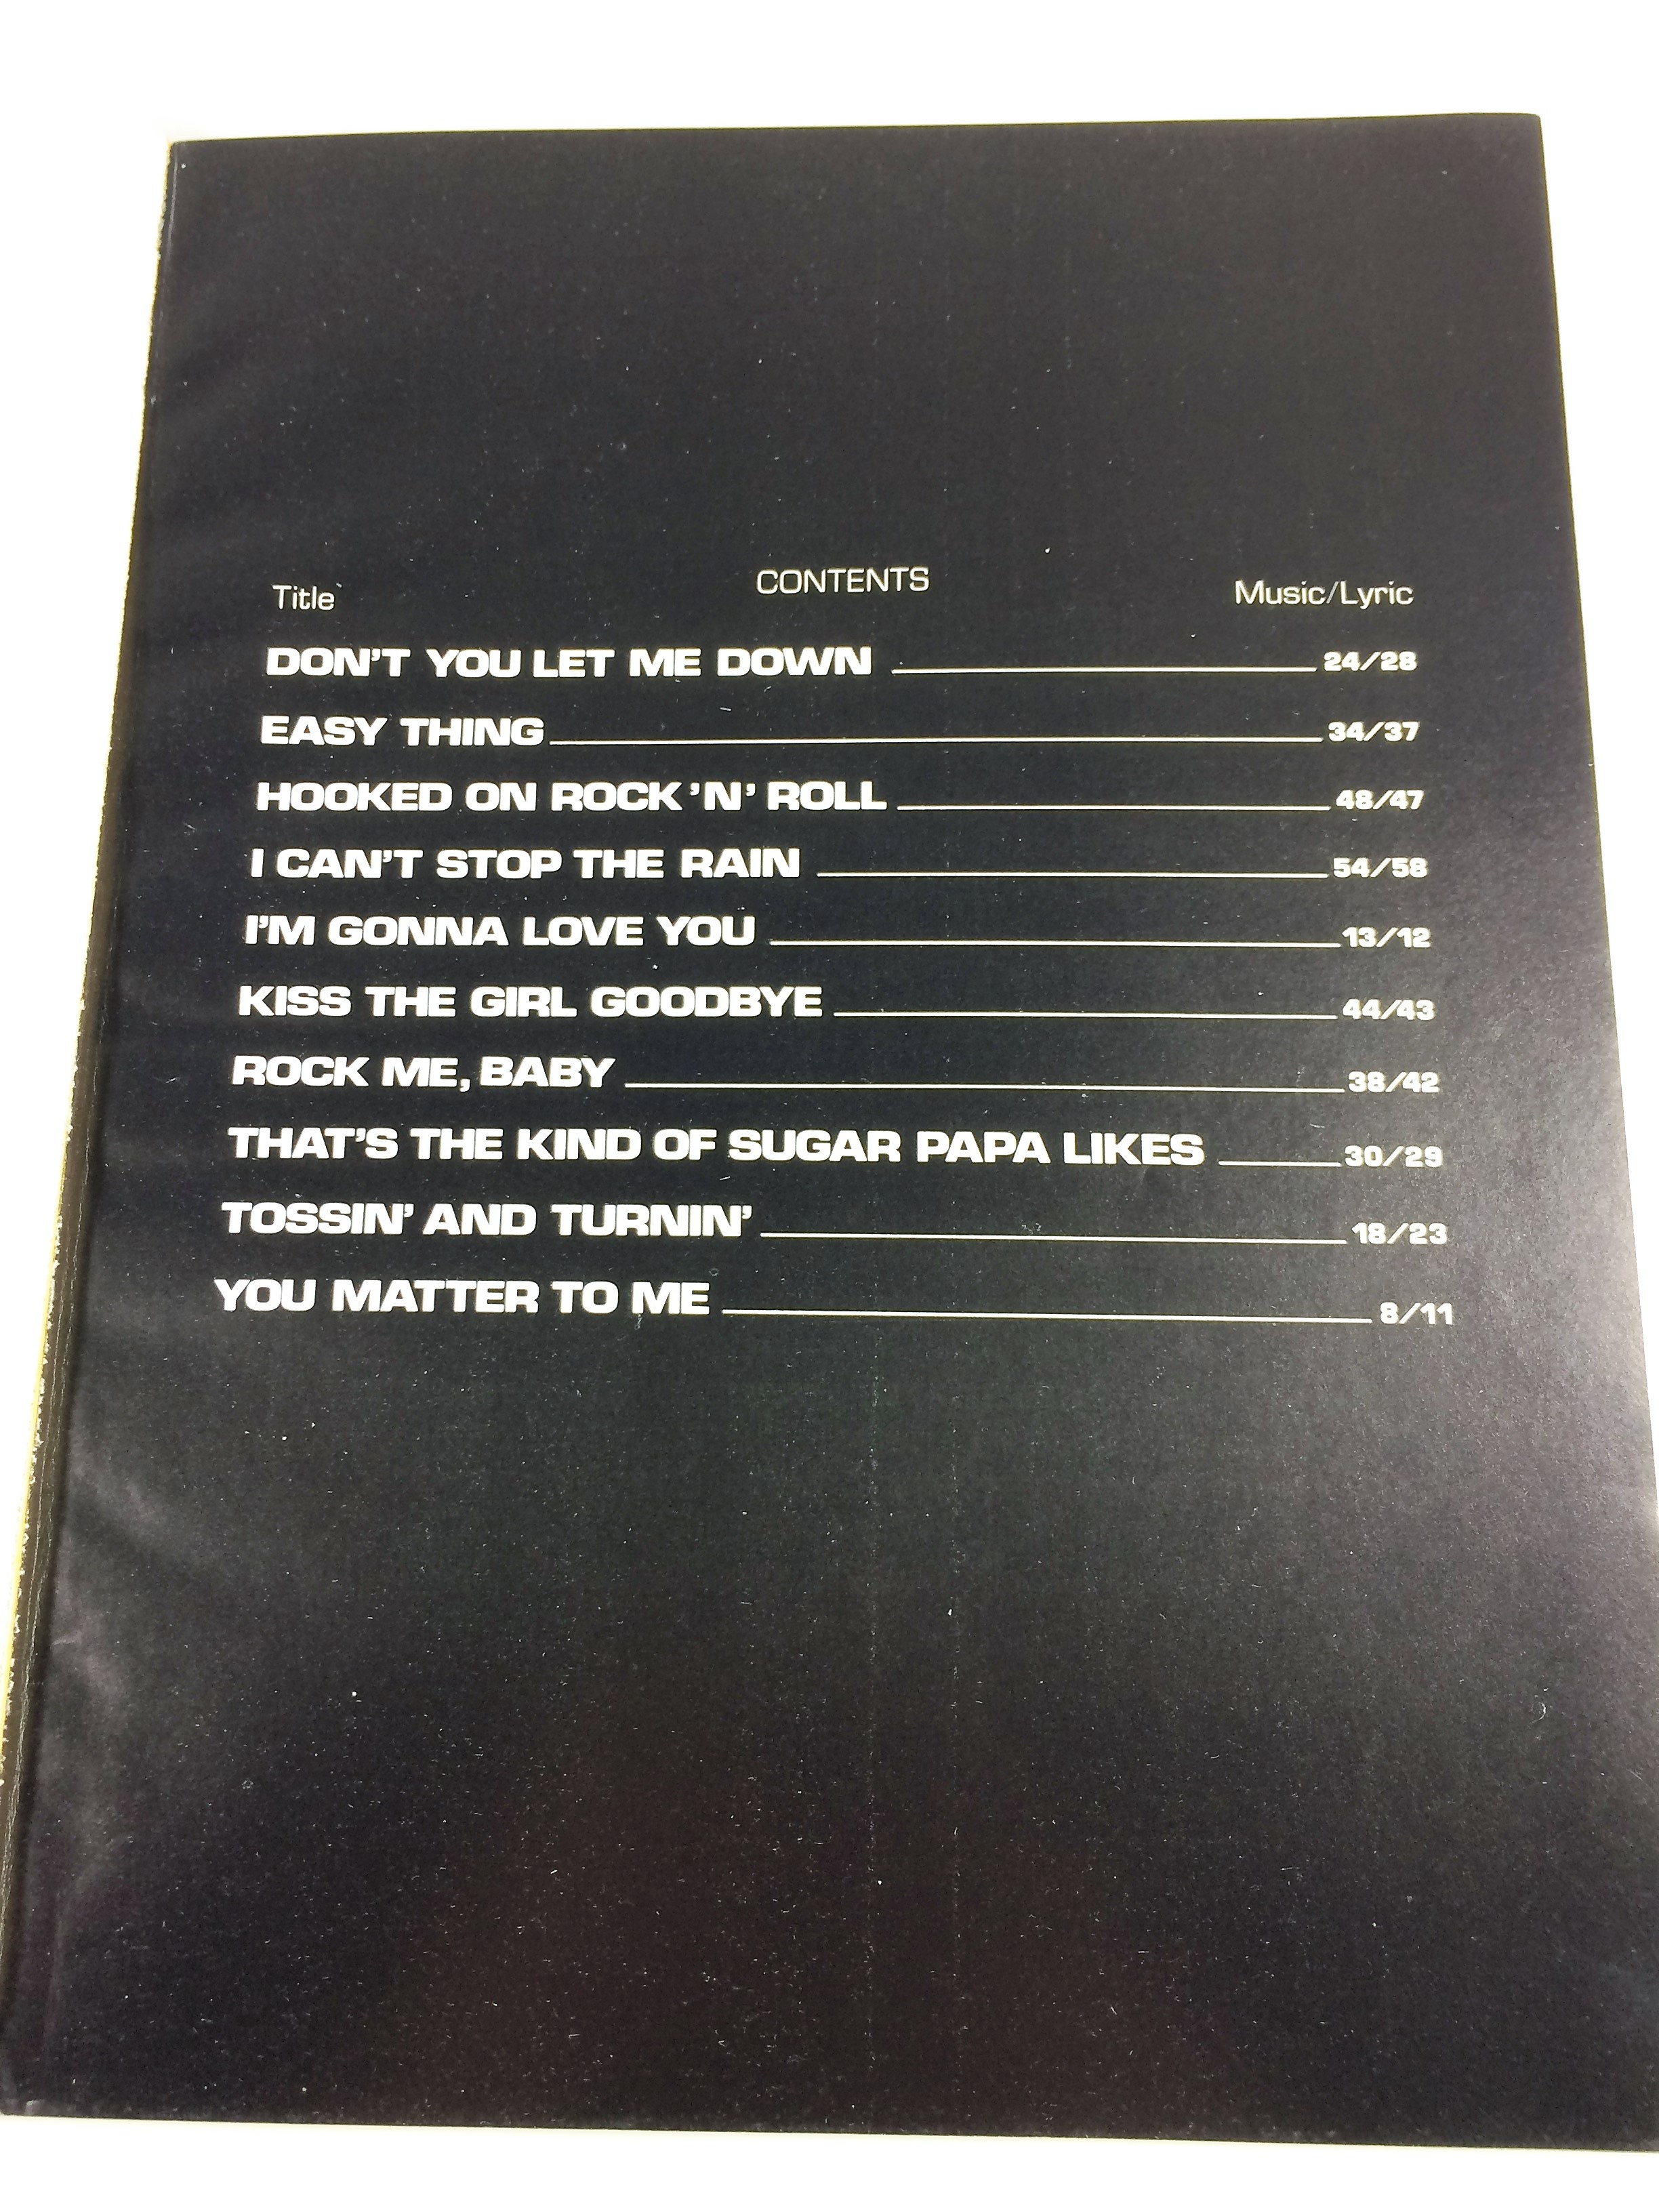 CONTENTS
Title Music/Lyric
DON'T YOU LET ME DOWN 24/28
EASY THING 34/37
HOOKED ON ROCK 'N' ROLL 48/47
I CAN'T STOP THE RAIN 54/58
I'M GONNA LOVE YOU 13/12
KISS THE GIRL GOODBYE 44/43
ROCK ME, BABY 38/42
THAT'S THE KIND OF SUGAR PAPA LIKES 30/29
TOSSIN' AND TURNIN' 18/23
YOU MATTER TO ME 8/11